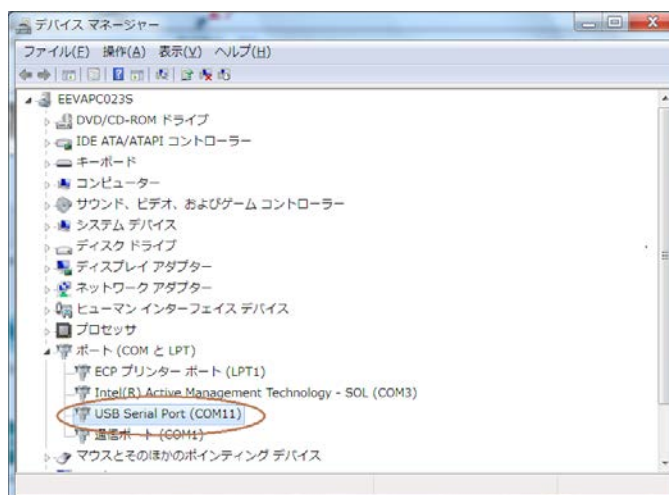 デバイス マネージャー
ファイル(F) 操作(A) 表示(V) ヘルプ(H)
EEVAPC023S
DVD/CD-ROM ドライブ
IDE ATA/ATAPI コントローラー
キーボード
コンピューター
サウンド、ビデオ、およびゲーム コントローラー
システム デバイス
ディスク ドライブ
ディスプレイ アダプター
ネットワーク アダプター
ヒューマン インターフェイス デバイス
プロセッサ
ポート (COM と LPT)
ECP プリンター ポート (LPT1)
Intel(R) Active Management Technology - SOL (COM3)
USB Serial Port (COM11)
通信ポート (COM1)
マウスとそのほかのポインティング デバイス